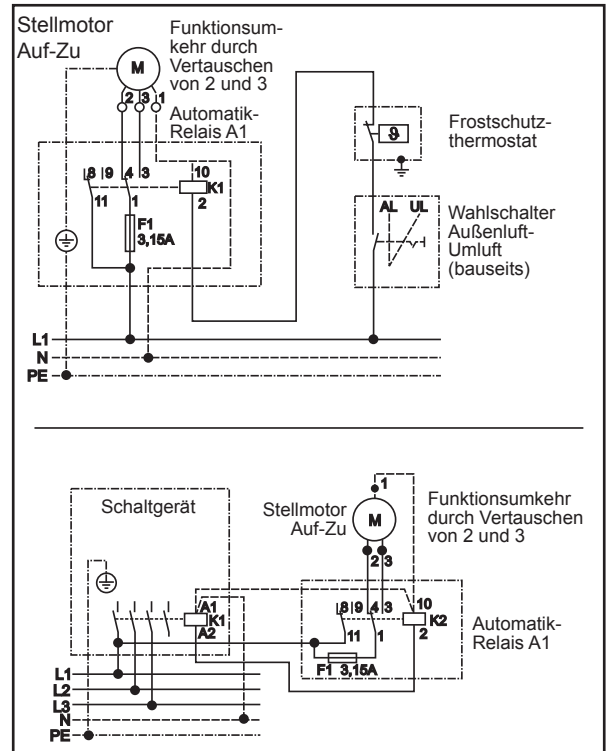 Stellmotor
Auf-Zu
Funktionsum-
kehr durch
Vertauschen
von 2 und 3
M
2 3 1
Automatik-
Relais A1
8 9 4 3
10
K1
11 1
2
F1
3,15A
ϑ
Frostschutz-
thermostat
AL UL
Wahlschalter
Außenluft-
Umluft
(bauseits)
L1
N
PE
Schaltgerät
Stellmotor
Auf-Zu
1
M
2 3
Funktionsumkehr
durch Vertauschen
von 2 und 3
A1
K1
A2
8 9 4 3
10
K2
11 1
2
F1 3,15A
Automatik-
Relais A1
L1
L2
L3
N
PE